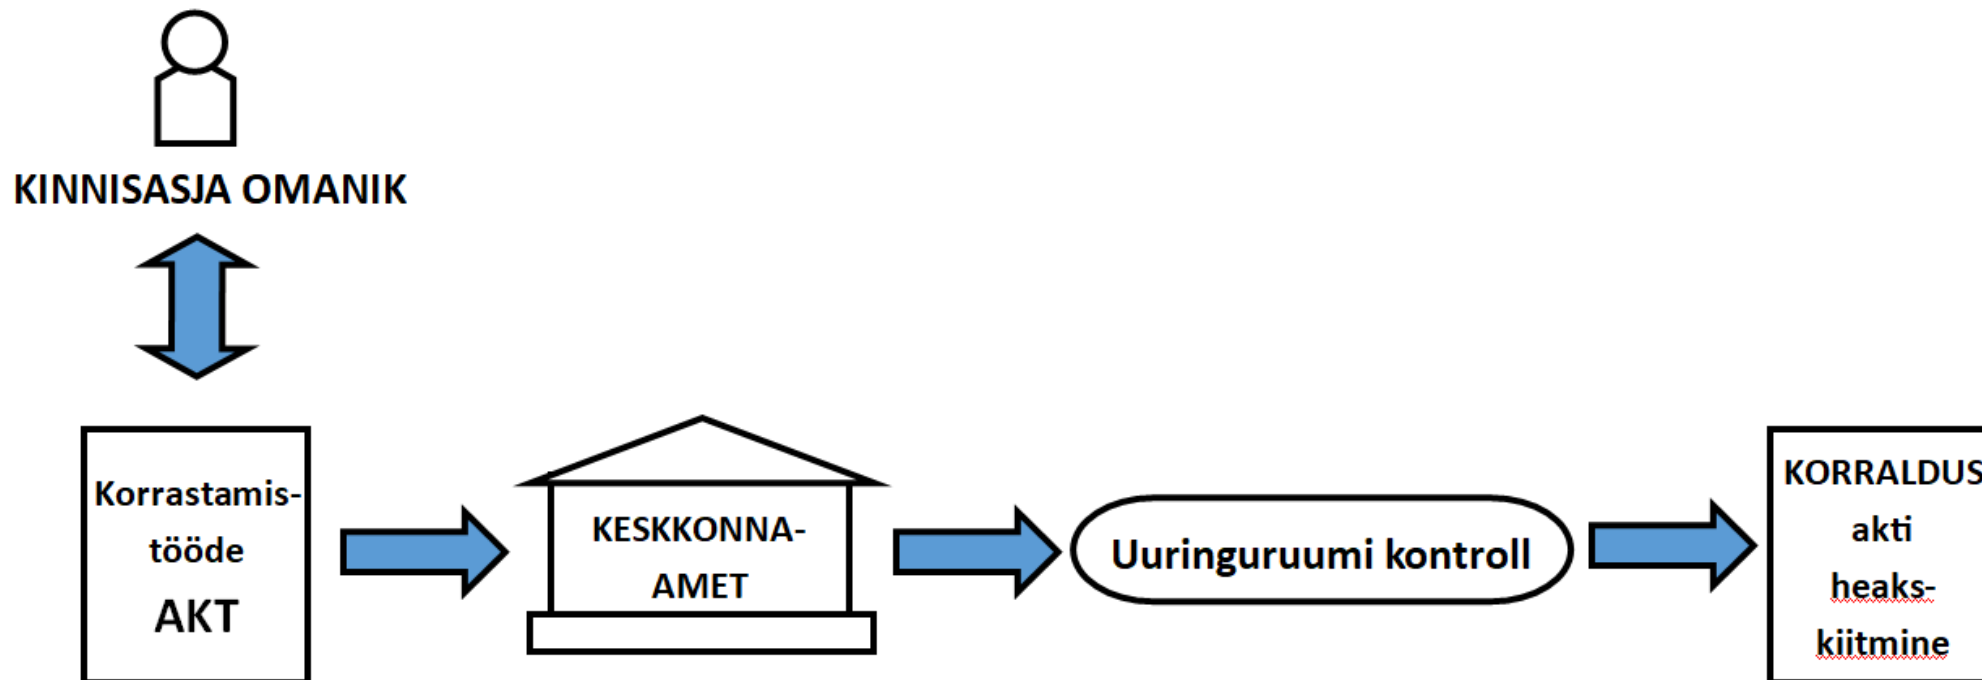 KINNISASJA OMANIK
Korrastamis-
tööde
AKT
KESKKONNA-
AMET
Uuringuruumi kontroll
KORRALDUS
akti
heaks-
kiitmine